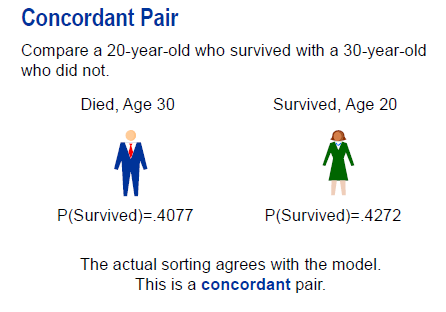 Concordant Pair
Compare a 20-year-old who survived with a 30-year-old
who did not.
Died, Age 30
Survived, Age 20
P(Survived)=.4077
P(Survived)=.4272
The actual sorting agrees with the model.
This is a concordant pair.